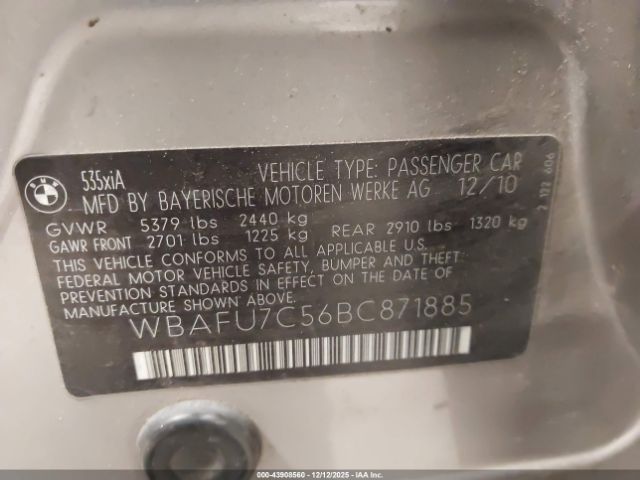 BMW
535xiA
VEHICLE TYPE: PASSENGER CAR
MFD BY BAYERISCHE MOTOREN WERKE AG 12/10
GVWR 5379 lbs 2440 kg
GAWR FRONT 2701 lbs 1225 kg REAR 2910 lbs 1320 kg
THIS VEHICLE CONFORMS TO ALL APPLICABLE U.S.
FEDERAL MOTOR VEHICLE SAFETY, BUMPER AND THEFT
PREVENTION STANDARDS IN EFFECT ON THE DATE OF
MANUFACTURE SHOWN ABOVE.
WBAFU7C56BC871885
000-43908560 - 12/12/2025 - IAA Inc.